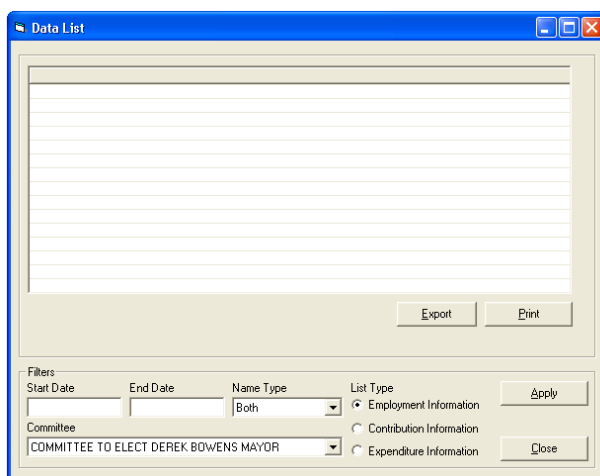 Data List
Export
Print
Filters
Start Date
End Date
Name Type
List Type
Both
Employment Information
Apply
Committee
Contribution Information
COMMITTEE TO ELECT DEREK BOWENS MAYOR
Expenditure Information
Close